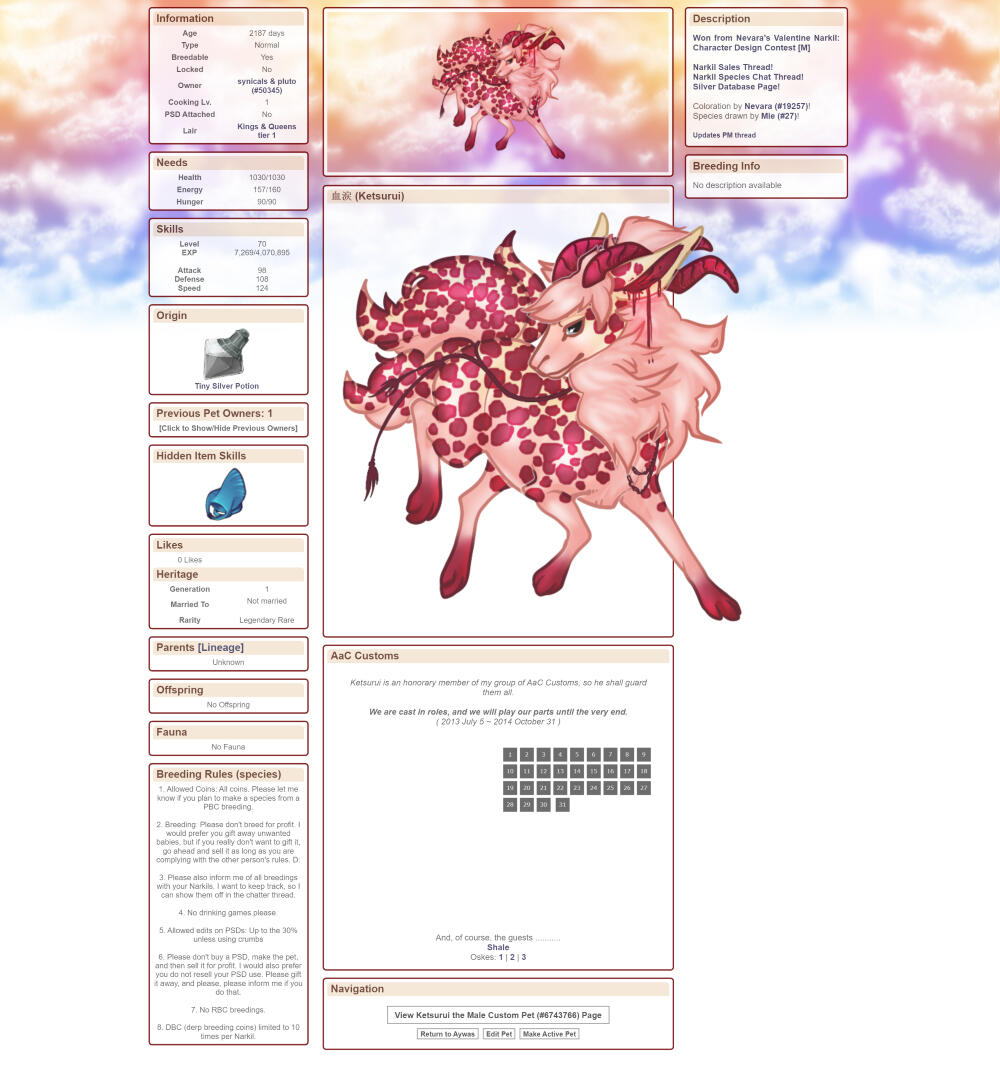 Information
Age 2187 days
Type Normal
Breedable Yes
Locked No
Owner synicals & pluto
(#50345)
Cooking Lv. 1
PSD Attached No
Lair Kings & Queens
tier 1
Needs
Health 1030/1030
Energy 157/160
Hunger 90/90
Skills
Level 70
EXP 7,269/4,070,895
Attack 98
Defense 108
Speed 124
Origin
Tiny Silver Potion
Previous Pet Owners: 1
[Click to Show/Hide Previous Owners]
Hidden Item Skills
Likes
0 Likes
Heritage
Generation 1
Married To Not married
Rarity Legendary Rare
Parents [Lineage]
Unknown
Offspring
No Offspring
Fauna
No Fauna
Breeding Rules (species)
1. Allowed Coins: All coins. Please let me
know if you plan to make a species from a
PBC breeding.
2. Breeding: Please don't breed for profit. I
would prefer you gift away unwanted
babies, but if you really don't want to gift it,
go ahead and sell it as long as you are
complying with the other person's rules. D:
3. Please also inform me of all breedings
with your Narkils. I want to keep track, so I
can show them off in the chatter thread.
4. No drinking games please.
5. Allowed edits on PSDs: Up to the 30%
unless using crumbs
6. Please don't buy a PSD, make the pet,
and then sell it for profit. I would also prefer
you do not resell your PSD use. Please gift
it away, and please, please inform me if you
do that.
7. No RBC breedings.
8. DBC (derp breeding coins) limited to 10
times per Narkil.
血涙 (Ketsurui)
AaC Customs
Ketsurui is an honorary member of my group of AaC Customs, so he shall guard
them all.
We are cast in roles, and we will play our parts until the very end.
( 2013 July 5 ~ 2014 October 31 )
1 2 3 4 5 6 7 8 9
10 11 12 13 14 15 16 17 18
19 20 21 22 23 24 25 26 27
28 29 30 31
And, of course, the guests ...........
Shale
Oskes: 1 | 2 | 3
Navigation
View Ketsurui the Male Custom Pet (#6743766) Page
Return to Aywas Edit Pet Make Active Pet
Description
Won from Nevara's Valentine Narkil:
Character Design Contest [M]
Narkil Sales Thread!
Narkil Species Chat Thread!
Silver Database Page!
Coloration by Nevara (#19257)!
Species drawn by Mie (#27)!
Updates PM thread
Breeding Info
No description available